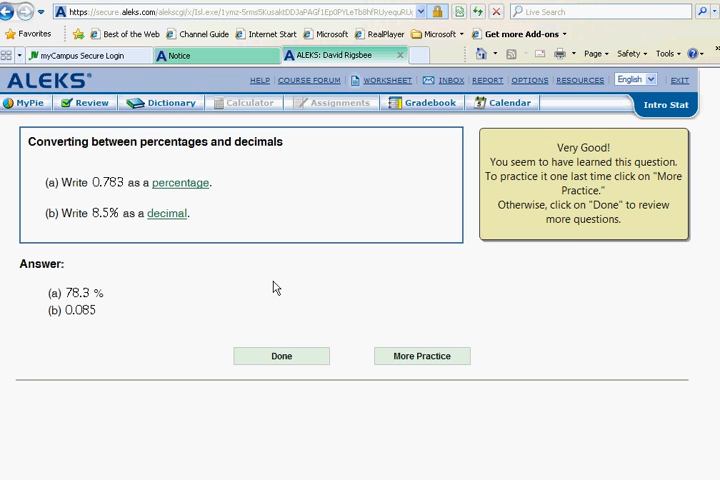 https://secure.aleks.com/alekscgi/x/Isl.exe/
Live Search
Favorites
Best of the Web
Channel Guide
Internet Start
Microsoft
RealPlayer
Microsoft
Get more Add-ons
myCampus Secure Login
Notice
ALEKS: David Rigsbee
Page
Safety
Tools
ALEKS®
HELP
COURSE FORUM
WORKSHEET
INBOX
REPORT
OPTIONS
RESOURCES
English
EXIT
MyPie
Review
Dictionary
Calculator
Assignments
Gradebook
Calendar
Intro Stat
Converting between percentages and decimals
(a) Write 0.783 as a percentage.
(b) Write 8.5% as a decimal.
Very Good!
You seem to have learned this question.
To practice it one last time click on "More
Practice."
Otherwise, click on "Done" to review
more questions.
Answer:
(a) 78.3 %
(b) 0.085
Done
More Practice